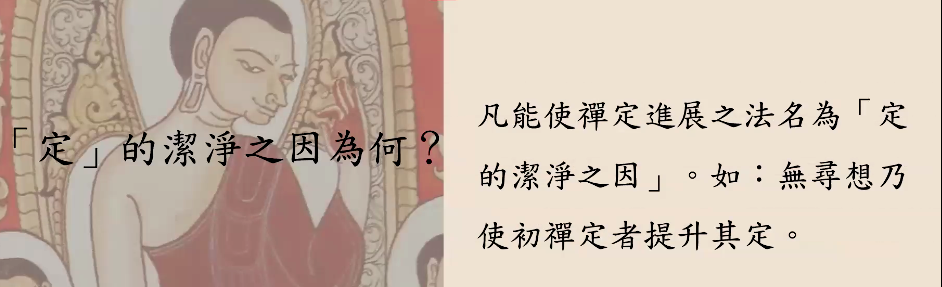 「定」的潔淨之因為何？
凡能使禪定進展之法名為「定
的潔淨之因」。如：無尋想乃
使初禪定者提升其定。